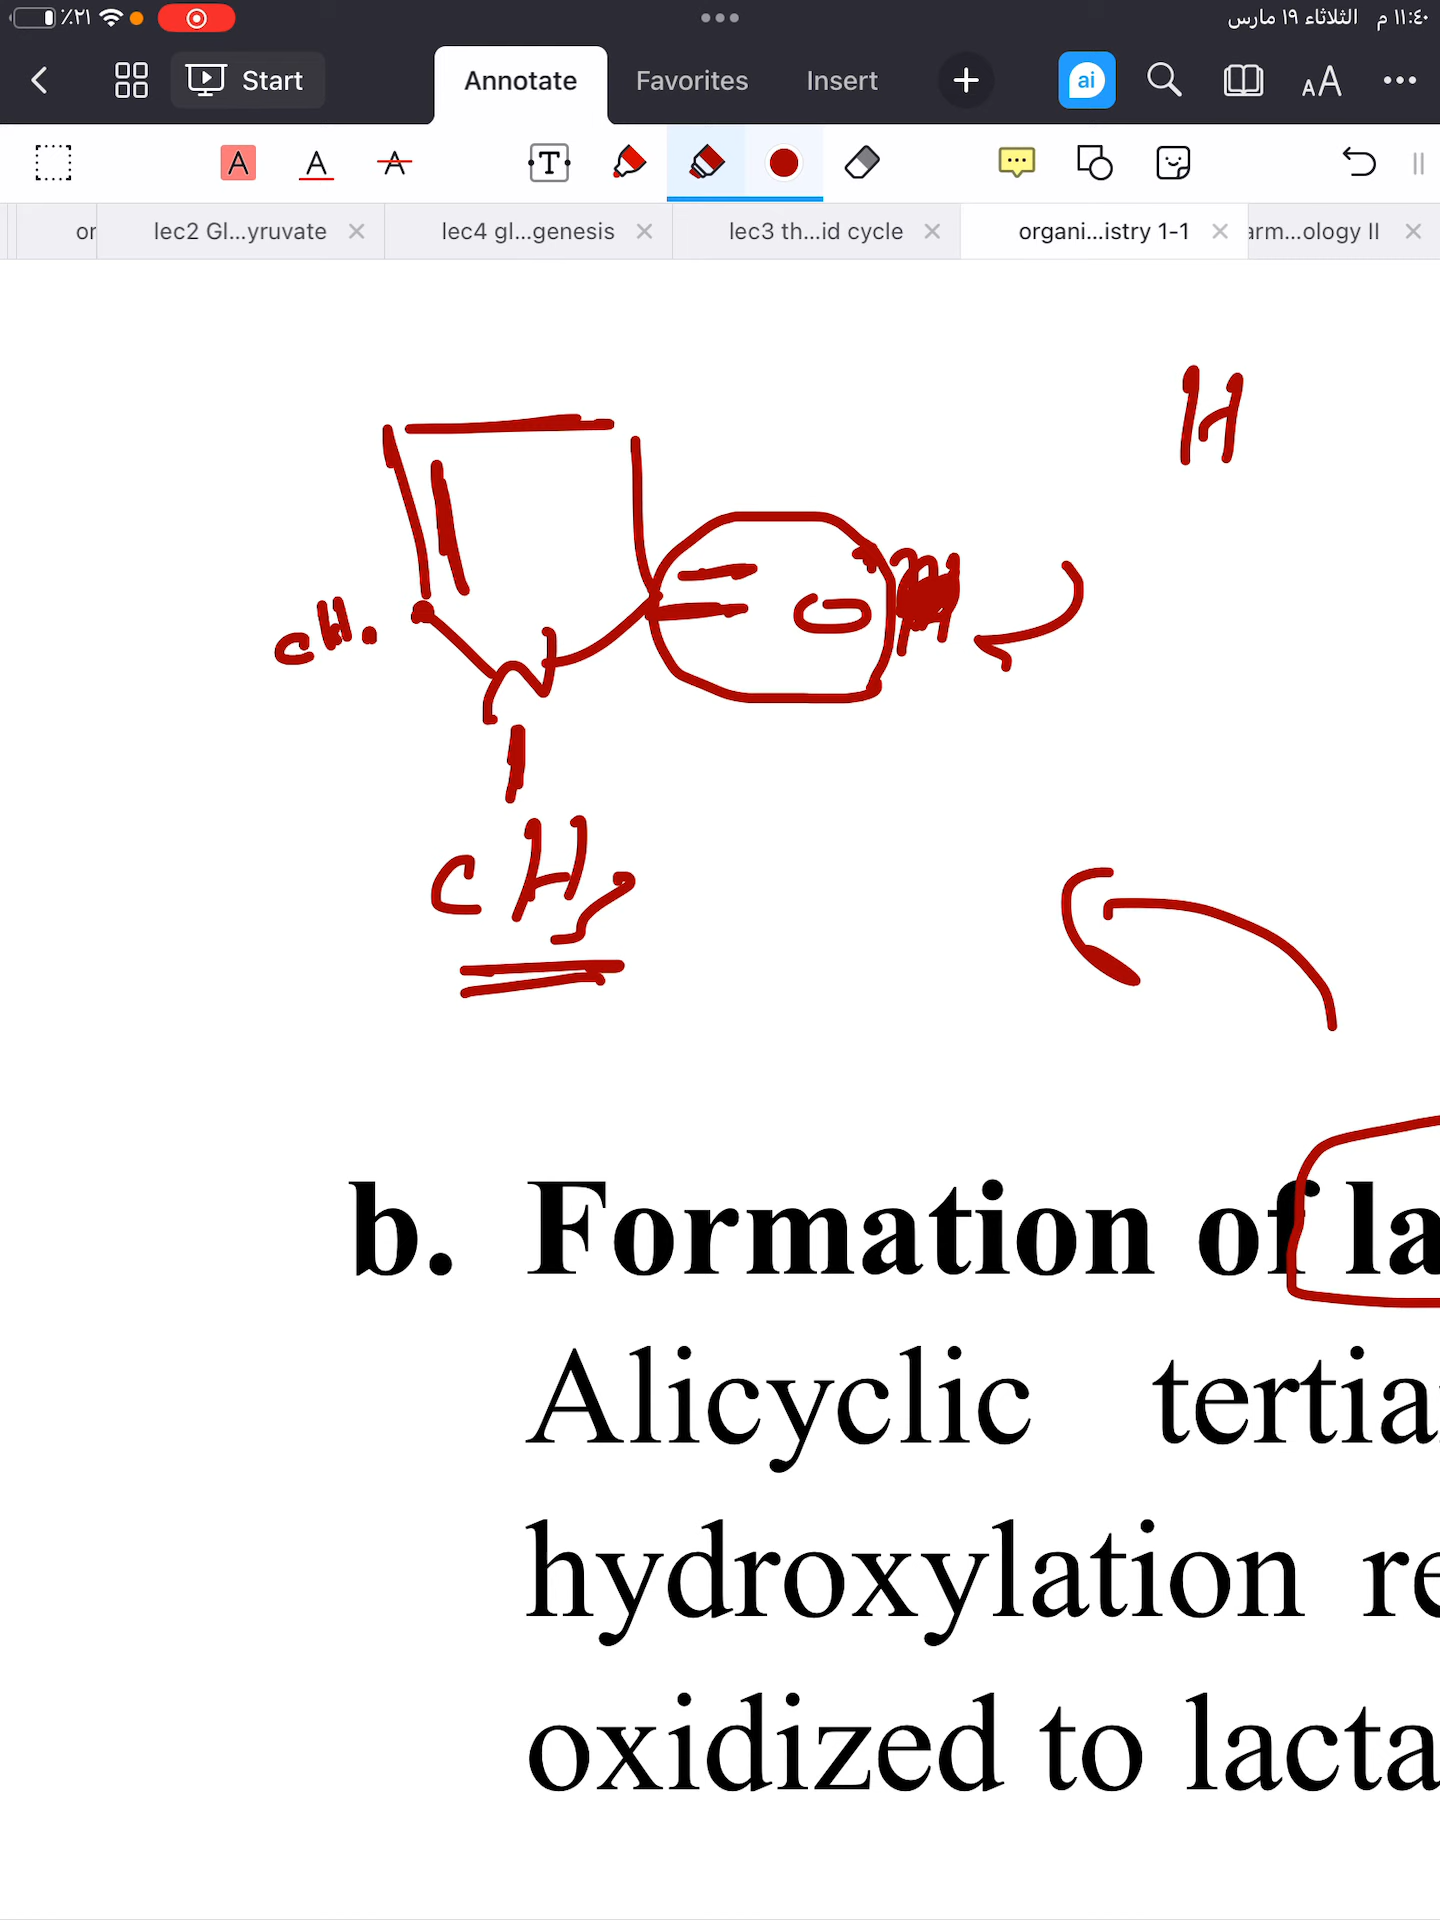 ٪٢١
١١:٤٠ م الثلاثاء ١٩ مارس
Start
Annotate
Favorites
Insert
ai
AA
A
A
A
T
or
lec2 Gl...yruvate
lec4 gl...genesis
lec3 th...id cycle
organi...istry 1-1
arm...ology II
H
O
CH.
N
CH
b. Formation of la
Alicyclic tertia
hydroxylation re
oxidized to lacta